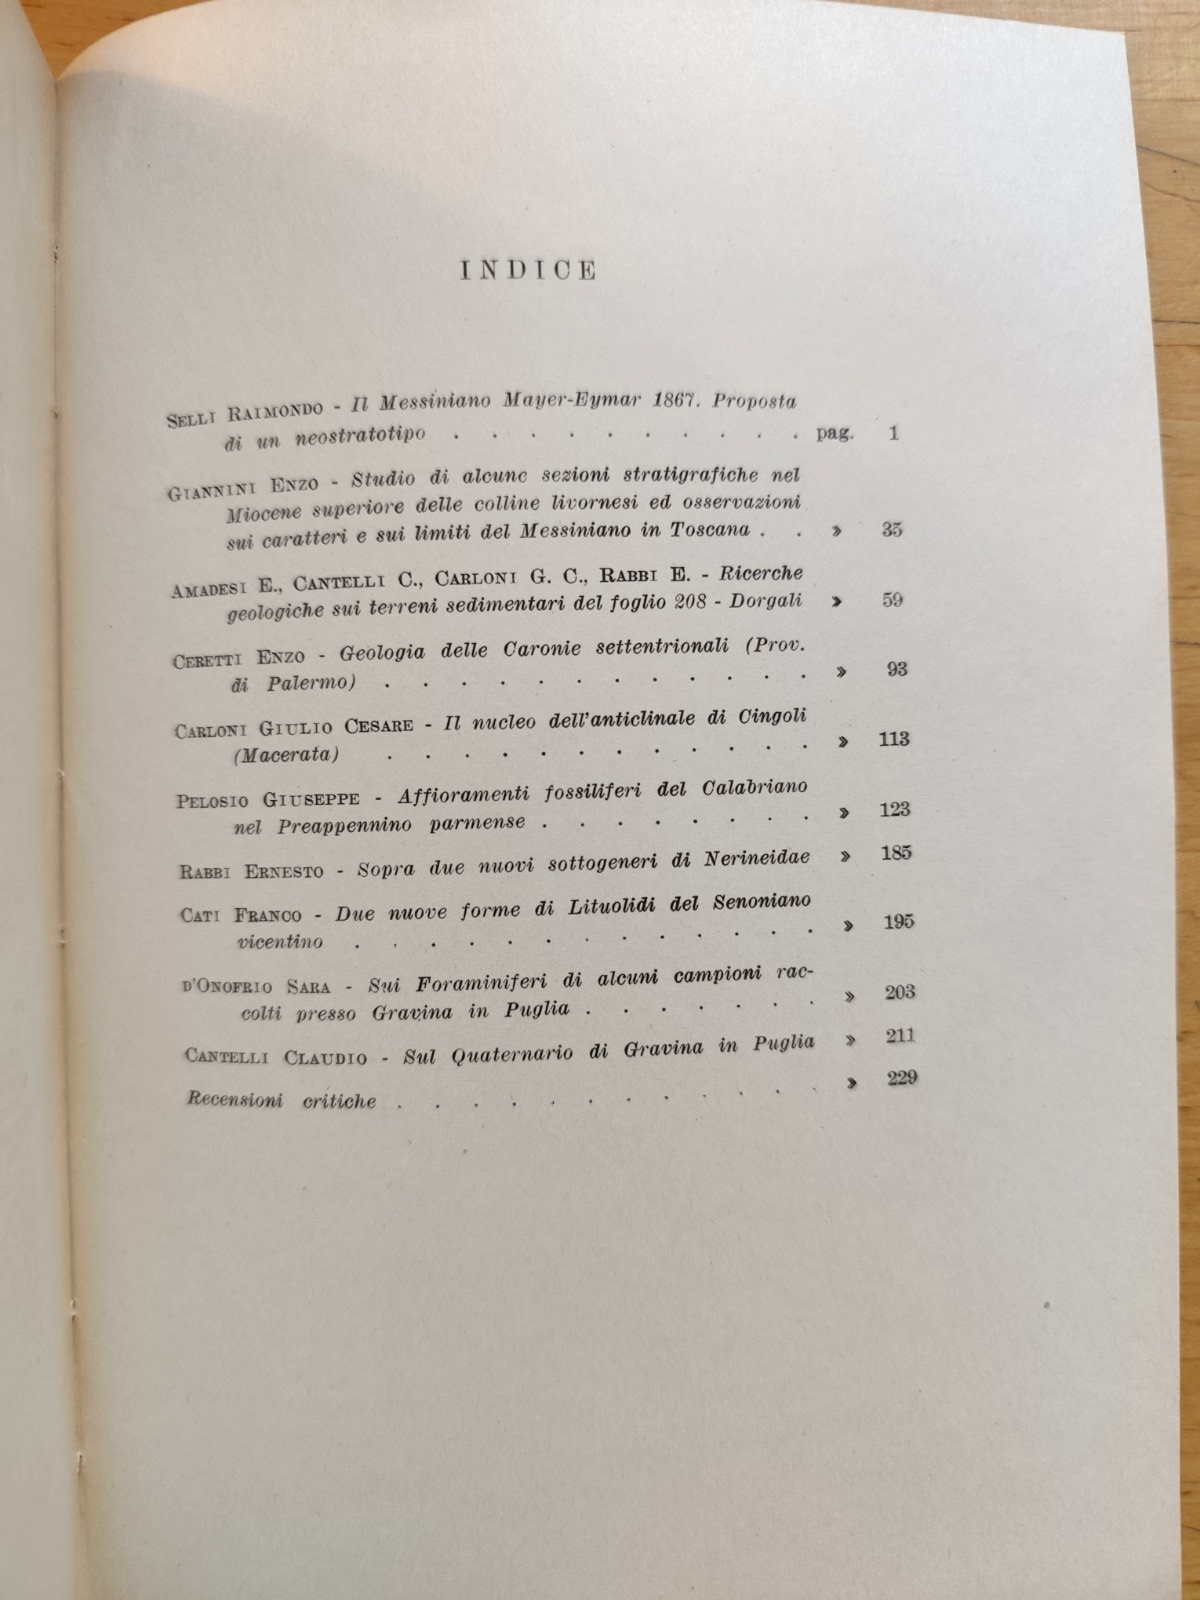 INDICE
SELLI RAIMONDO - Il Messiniano Mayer-Eymar 1867. Proposta
di un neostratotipo . . . . . . . . . . pag. 1
GIANNINI ENZO - Studio di alcune sezioni stratigrafiche nel
Miocene superiore delle colline livornesi ed osservazioni
sui caratteri e sui limiti del Messiniano in Toscana . . » 35
AMADESI E., CANTELLI C., CARLONI G. C., RABBI E. - Ricerche
geologiche sui terreni sedimentari del foglio 208 - Dorgali » 59
CERETTI ENZO - Geologia delle Caronie settentrionali (Prov.
di Palermo) . . . . . . . . . . . . » 93
CARLONI GIULIO CESARE - Il nucleo dell'anticlinale di Cingoli
(Macerata) . . . . . . . . . . . . » 113
PELOSIO GIUSEPPE - Affioramenti fossiliferi del Calabriano
nel Preappennino parmense . . . . . . . . » 123
RABBI ERNESTO - Sopra due nuovi sottogeneri di Nerineidae » 185
CATI FRANCO - Due nuove forme di Lituolidi del Senoniano
vicentino . . . . . . . . . . . . . » 195
D'ONOFRIO SARA - Sui Foraminiferi di alcuni campioni rac-
colti presso Gravina in Puglia . . . . . . . » 203
CANTELLI CLAUDIO - Sul Quaternario di Gravina in Puglia » 211
Recensioni critiche . . . . . . . . . . . . » 229